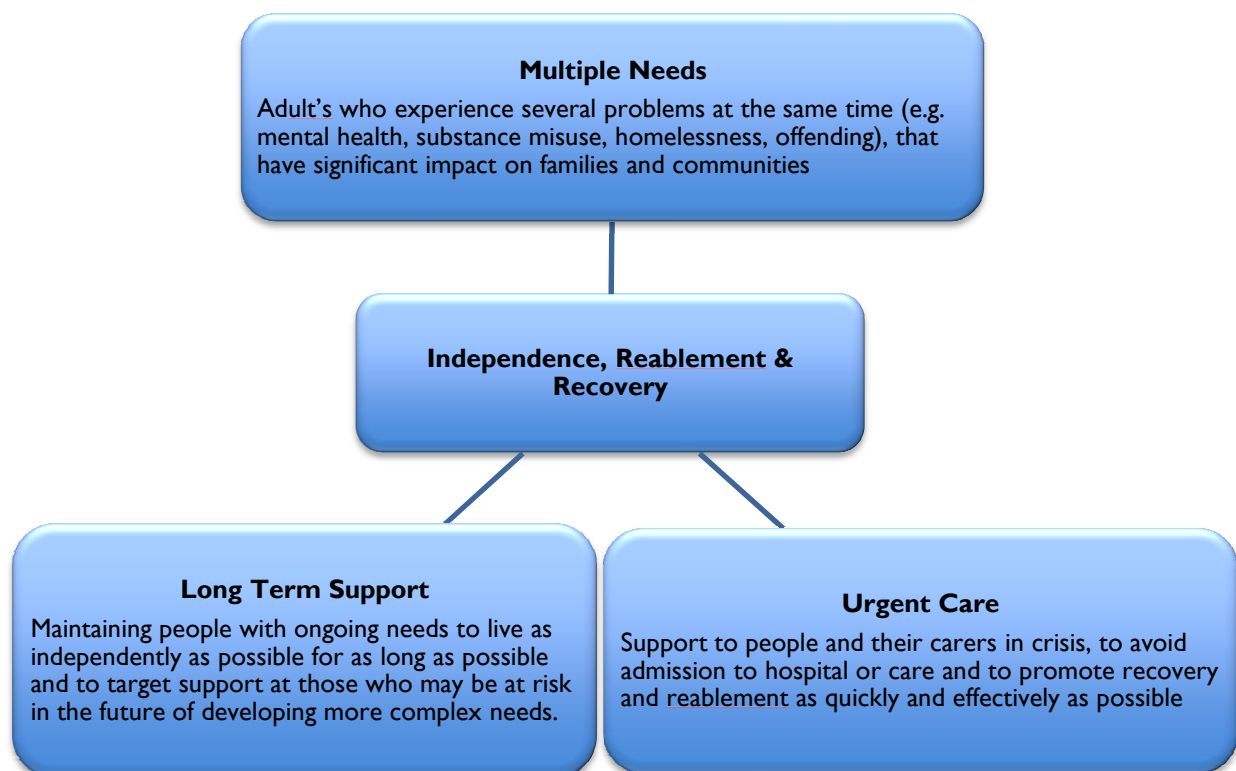 Multiple Needs
Adult’s who experience several problems at the same time (e.g.
mental health, substance misuse, homelessness, offending), that
have significant impact on families and communities
Independence, Reablement &
Recovery
Long Term Support
Maintaining people with ongoing needs to live as
independently as possible for as long as possible
and to target support at those who may be at risk
in the future of developing more complex needs.
Urgent Care
Support to people and their carers in crisis, to avoid
admission to hospital or care and to promote recovery
and reablement as quickly and effectively as possible